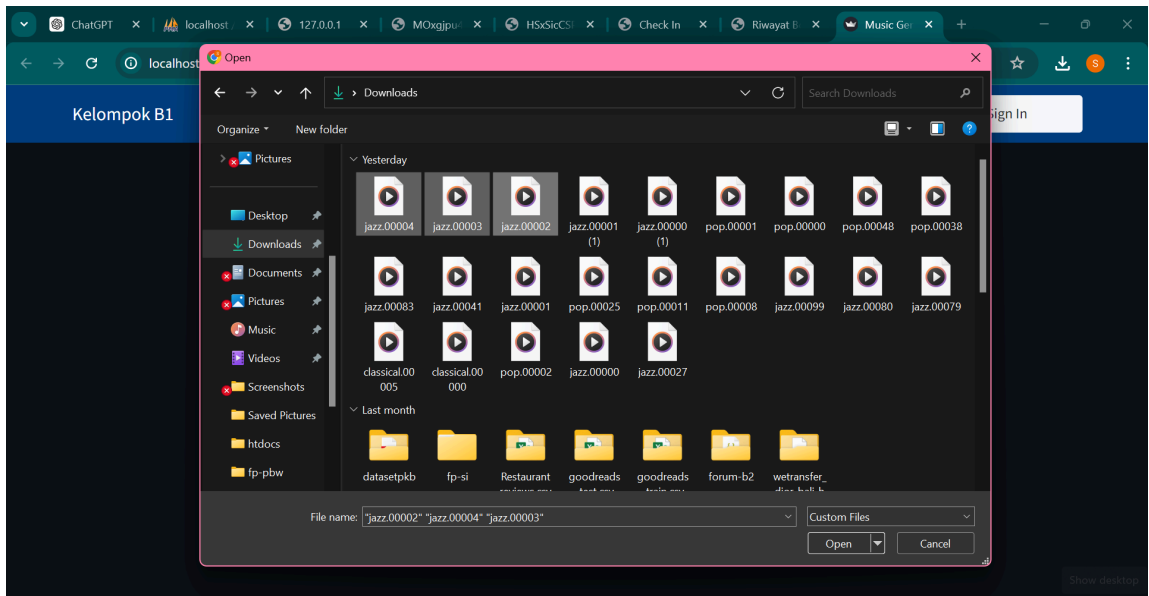 ChatGPT
localhost /
127.0.0.1
MOxgjpu
HSxSicCS
Check In
Riwayat B
Music Gen
localhost
Open
Kelompok B1
Sign In
Downloads
Search Downloads
Organize
New folder
Pictures
Desktop
Downloads
Documents
Pictures
Music
Videos
Screenshots
Saved Pictures
htdocs
fp-pbw
Yesterday
jazz.00004 jazz.00003 jazz.00002 jazz.00001 (1) jazz.00000 (1) pop.00001 pop.00000 pop.00048 pop.00038
jazz.00083 jazz.00041 jazz.00001 pop.00025 pop.00011 pop.00008 jazz.00099 jazz.00080 jazz.00079
classical.00005 classical.00000 pop.00002 jazz.00000 jazz.00027
Last month
datasetpkb fp-si Restaurant goodreads goodreads forum-b2 wetransfer_
File name: "jazz.00002" "jazz.00004" "jazz.00003"
Custom Files
Open
Cancel
Show desktop